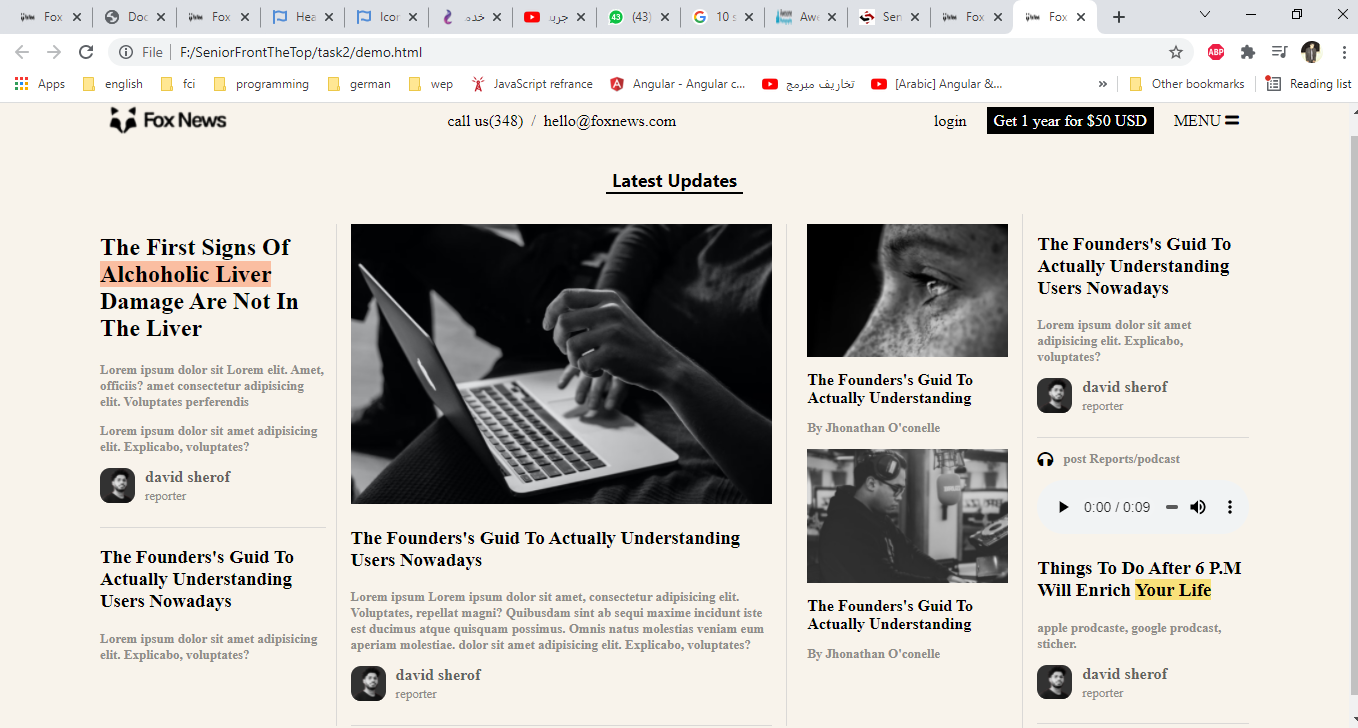 Fox
Doc
Fox
Hea
Icon
خدم
جريد
43 (43)
10 s
Awe
Sen
Fox
Fox
File F:/SeniorFrontTheTop/task2/demo.html
ABP
Apps english fci programming german wep JavaScript refrance Angular - Angular c... تخاريف مبرمج [Arabic] Angular &... » Other bookmarks Reading list
Fox News call us(348) / hello@foxnews.com login Get 1 year for $50 USD MENU
Latest Updates
The First Signs Of
Alchoholic Liver
Damage Are Not In
The Liver
Lorem ipsum dolor sit Lorem elit. Amet,
officiis? amet consectetur adipisicing
elit. Voluptates perferendis
Lorem ipsum dolor sit amet adipisicing
elit. Explicabo, voluptates?
david sherof
reporter
The Founders's Guid To
Actually Understanding
Users Nowadays
Lorem ipsum dolor sit amet adipisicing
elit. Explicabo, voluptates?
The Founders's Guid To Actually Understanding
Users Nowadays
Lorem ipsum Lorem ipsum dolor sit amet, consectetur adipisicing elit.
Voluptates, repellat magni? Quibusdam sint ab sequi maxime incidunt iste
est ducimus atque quisquam possimus. Omnis natus molestias veniam eum
aperiam molestiae. dolor sit amet adipisicing elit. Explicabo, voluptates?
david sherof
reporter
The Founders's Guid To
Actually Understanding
By Jhonathan O'conelle
The Founders's Guid To
Actually Understanding
By Jhonathan O'conelle
The Founders's Guid To
Actually Understanding
Users Nowadays
Lorem ipsum dolor sit amet
adipisicing elit. Explicabo,
voluptates?
david sherof
reporter
post Reports/podcast
0:00 / 0:09
Things To Do After 6 P.M
Will Enrich Your Life
apple prodcaste, google prodcast,
sticher.
david sherof
reporter